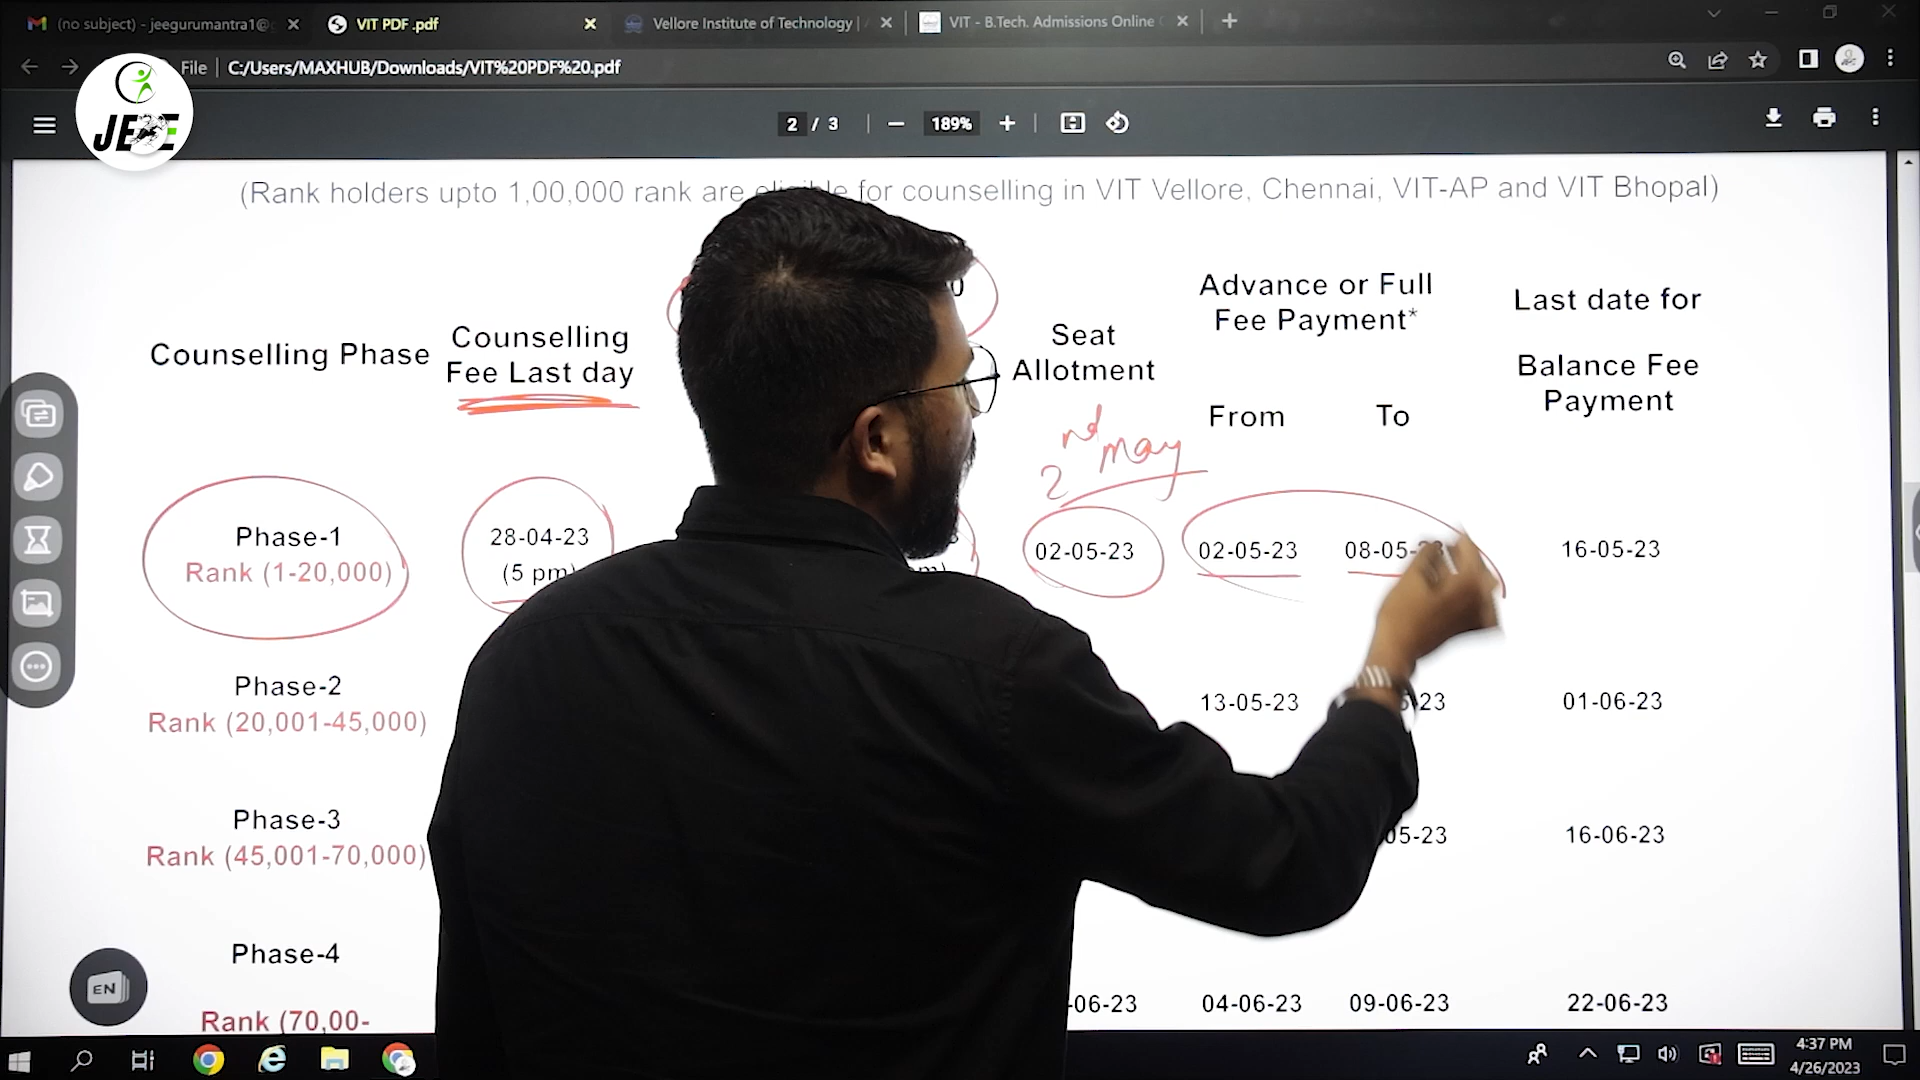 (no subject) - jeegurumantra1@
VIT PDF .pdf
Vellore Institute of Technology |
VIT - B.Tech. Admissions Online
File
C:/Users/MAXHUB/Downloads/VIT%20PDF%20.pdf
2 / 3
189%
(Rank holders upto 1,00,000 rank are eligible for counselling in VIT Vellore, Chennai, VIT-AP and VIT Bhopal)
Counselling Phase
Counselling
Fee Last day
Seat
Allotment
Advance or Full
Fee Payment*
From
To
Last date for
Balance Fee
Payment
2nd May
Phase-1
Rank (1-20,000)
28-04-23
(5 pm)
02-05-23
02-05-23
08-05-23
16-05-23
Phase-2
Rank (20,001-45,000)
13-05-23
01-06-23
Phase-3
Rank (45,001-70,000)
05-23
16-06-23
Phase-4
Rank (70,00-
-06-23
04-06-23
09-06-23
22-06-23
EN
4:37 PM
4/26/2023